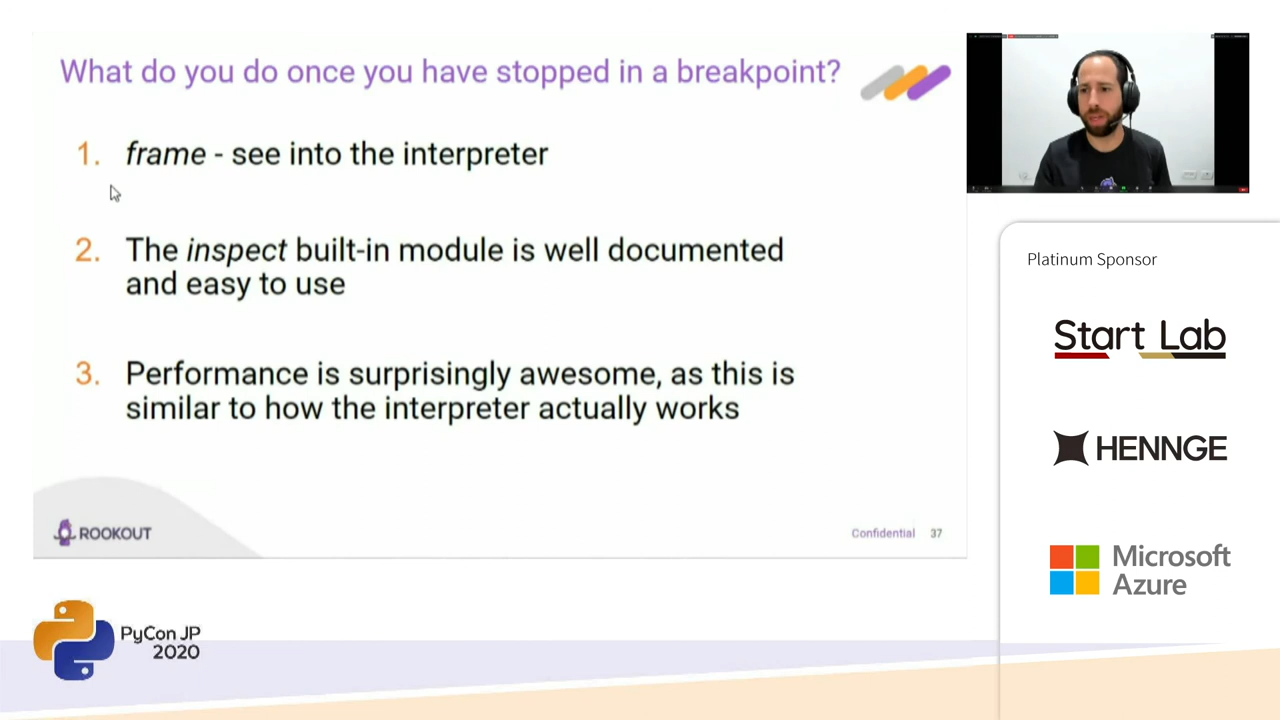 What do you do once you have stopped in a breakpoint?
1. frame - see into the interpreter
2. The inspect built-in module is well documented
and easy to use
3. Performance is surprisingly awesome, as this is
similar to how the interpreter actually works
ROOKOUT
Confidential 37
Platinum Sponsor
Start Lab
HENNGE
Microsoft
Azure
PyCon JP
2020